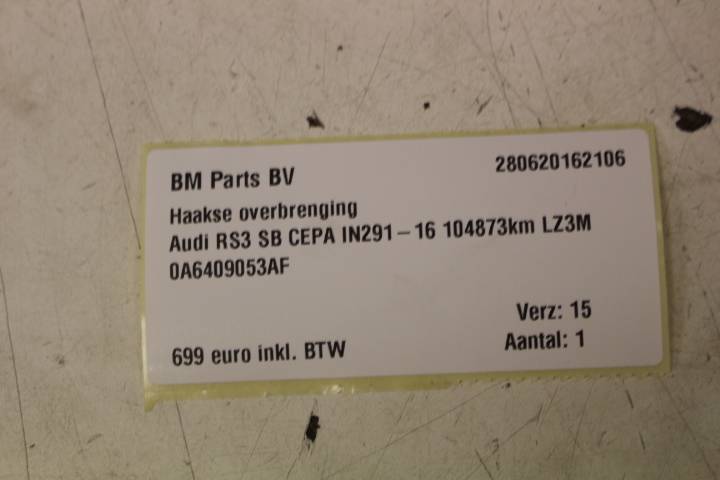 BM Parts BV
280620162106
Haakse overbrenging
Audi RS3 SB CEPA IN291-16 104873km LZ3M
0A6409053AF
Verz: 15
699 euro inkl. BTW
Aantal: 1